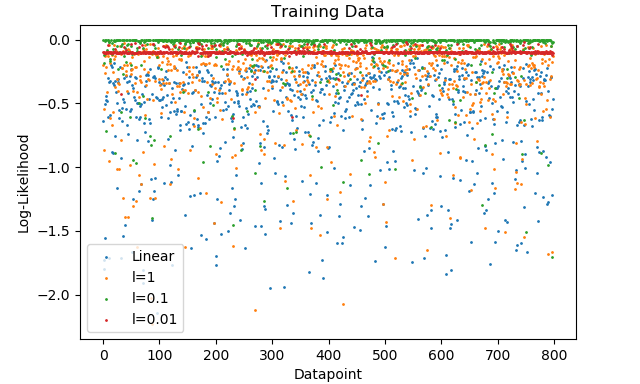 Training Data
0.0
−0.5
−1.0
−1.5
−2.0
Log-Likelihood
Linear
l=1
l=0.1
l=0.01
0 100 200 300 400 500 600 700 800
Datapoint